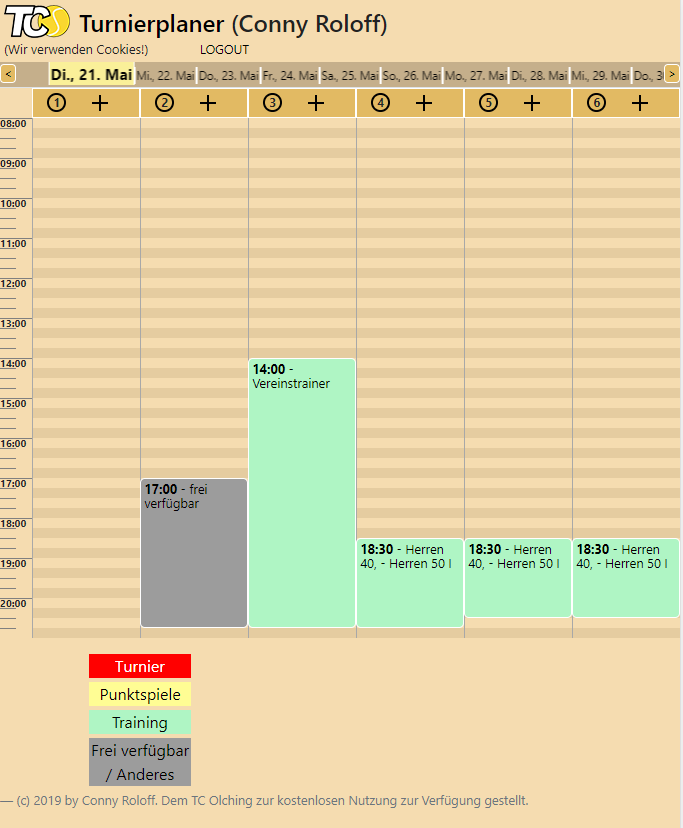 TCS Turnierplaner (Conny Roloff)
(Wir verwenden Cookies!) LOGOUT
< Di., 21. Mai Mi., 22. Mai Do., 23. Mai Fr., 24. Mai Sa., 25. Mai So., 26. Mai Mo., 27. Mai Di., 28. Mai Mi., 29. Mai Do., 30 >
1 + 2 + 3 + 4 + 5 + 6 +
08:00
09:00
10:00
11:00
12:00
13:00
14:00
14:00 -
Vereinstrainer
15:00
16:00
17:00
17:00 - frei
verfügbar
18:00
18:30 - Herren
40, - Herren 50 I
18:30 - Herren
40, - Herren 50 I
18:30 - Herren
40, - Herren 50 I
19:00
20:00
Turnier
Punktspiele
Training
Frei verfügbar
/ Anderes
— (c) 2019 by Conny Roloff. Dem TC Olching zur kostenlosen Nutzung zur Verfügung gestellt.